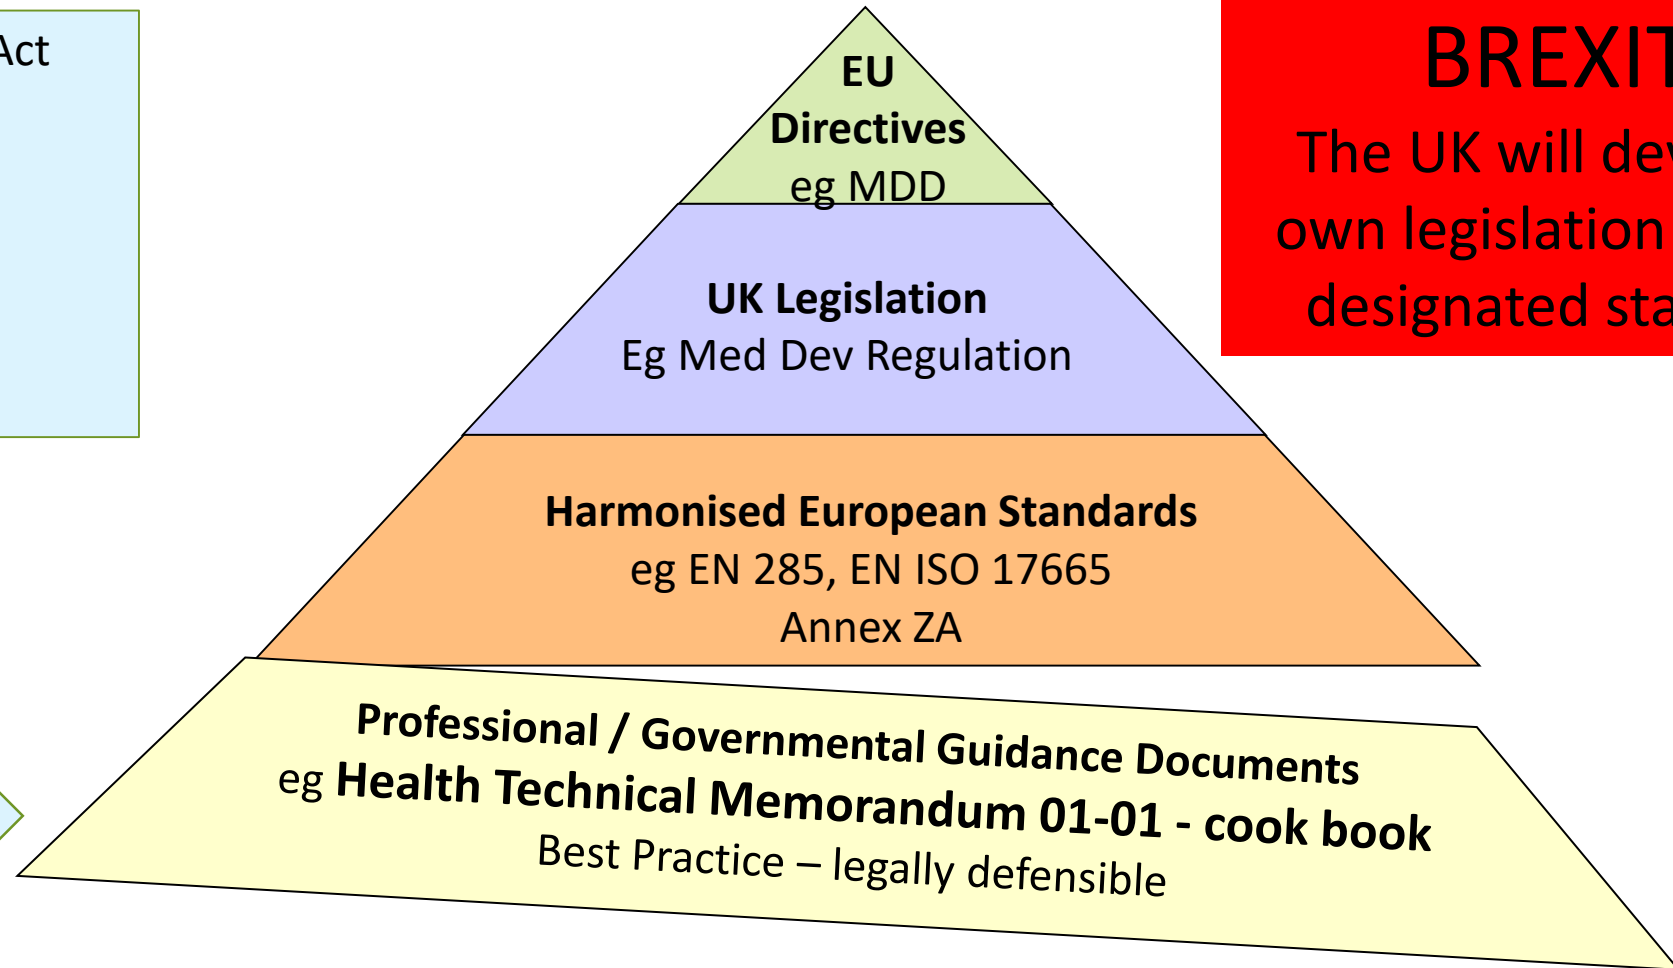 Act
EU
Directives
eg MDD
UK Legislation
Eg Med Dev Regulation
Harmonised European Standards
eg EN 285, EN ISO 17665
Annex ZA
Professional / Governmental Guidance Documents
eg Health Technical Memorandum 01-01 - cook book
Best Practice – legally defensible
BREXIT
The UK will
own legislation
designated